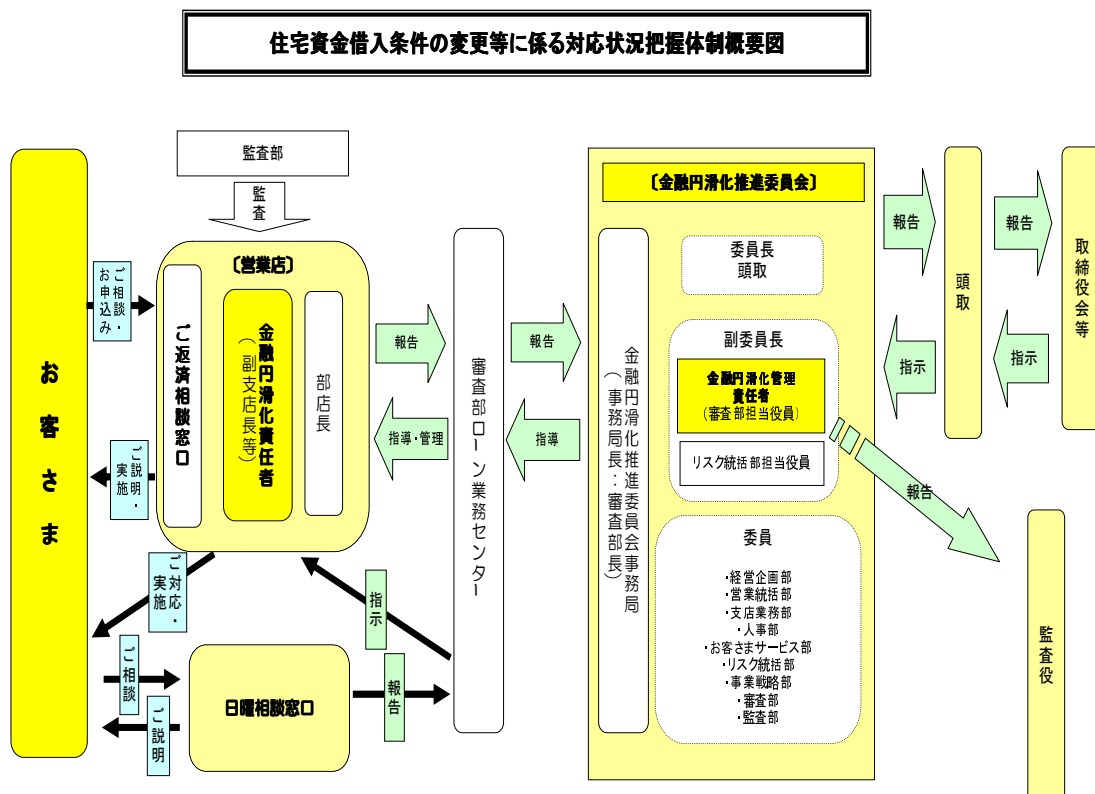 住宅資金借入条件の変更等に係る対応状況把握体制概要図
監査部
監査
お客さま
ご相談・
お申込み
ご説明・
実施
ご対応・
実施
ご相談
ご説明
〔営業店〕
ご返済相談窓口
金融円滑化責任者
(副支店長等)
部店長
日曜相談窓口
報告
指導・管理
指示
報告
審査部ローン業務センター
報告
指導
〔金融円滑化推進委員会〕
金融円滑化推進委員会事務局
(事務局長:審査部長)
委員長
頭取
副委員長
金融円滑化管理
責任者
(審査部担当役員)
リスク統括部担当役員
委員
・経営企画部
・営業統括部
・支店業務部
・人事部
・お客さまサービス部
・リスク統括部
・事業戦略部
・審査部
・監査部
報告
指示
報告
頭取
報告
指示
取締役会等
監査役